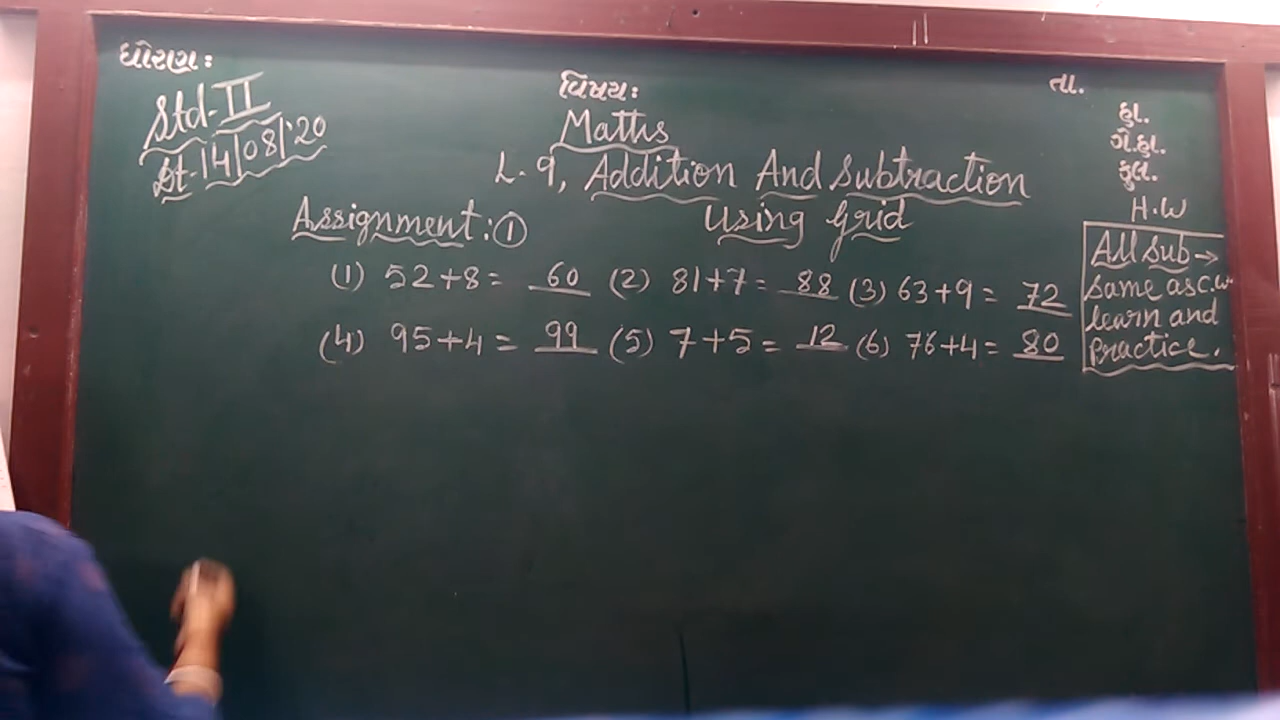 ધોરણ:
Std-II
Dt-14/08/'20
વિષય:
Maths
L-9, Addition And Subtraction
Using Grid
તા.
હા.
ગે.હા.
કુલ.
H.W
All Sub→
Same as C.W.
learn and
practice.
Assignment: ①
(1) 52+8= 60 (2) 81+7= 88 (3) 63+9= 72
(4) 95+4= 99 (5) 7+5= 12 (6) 76+4= 80